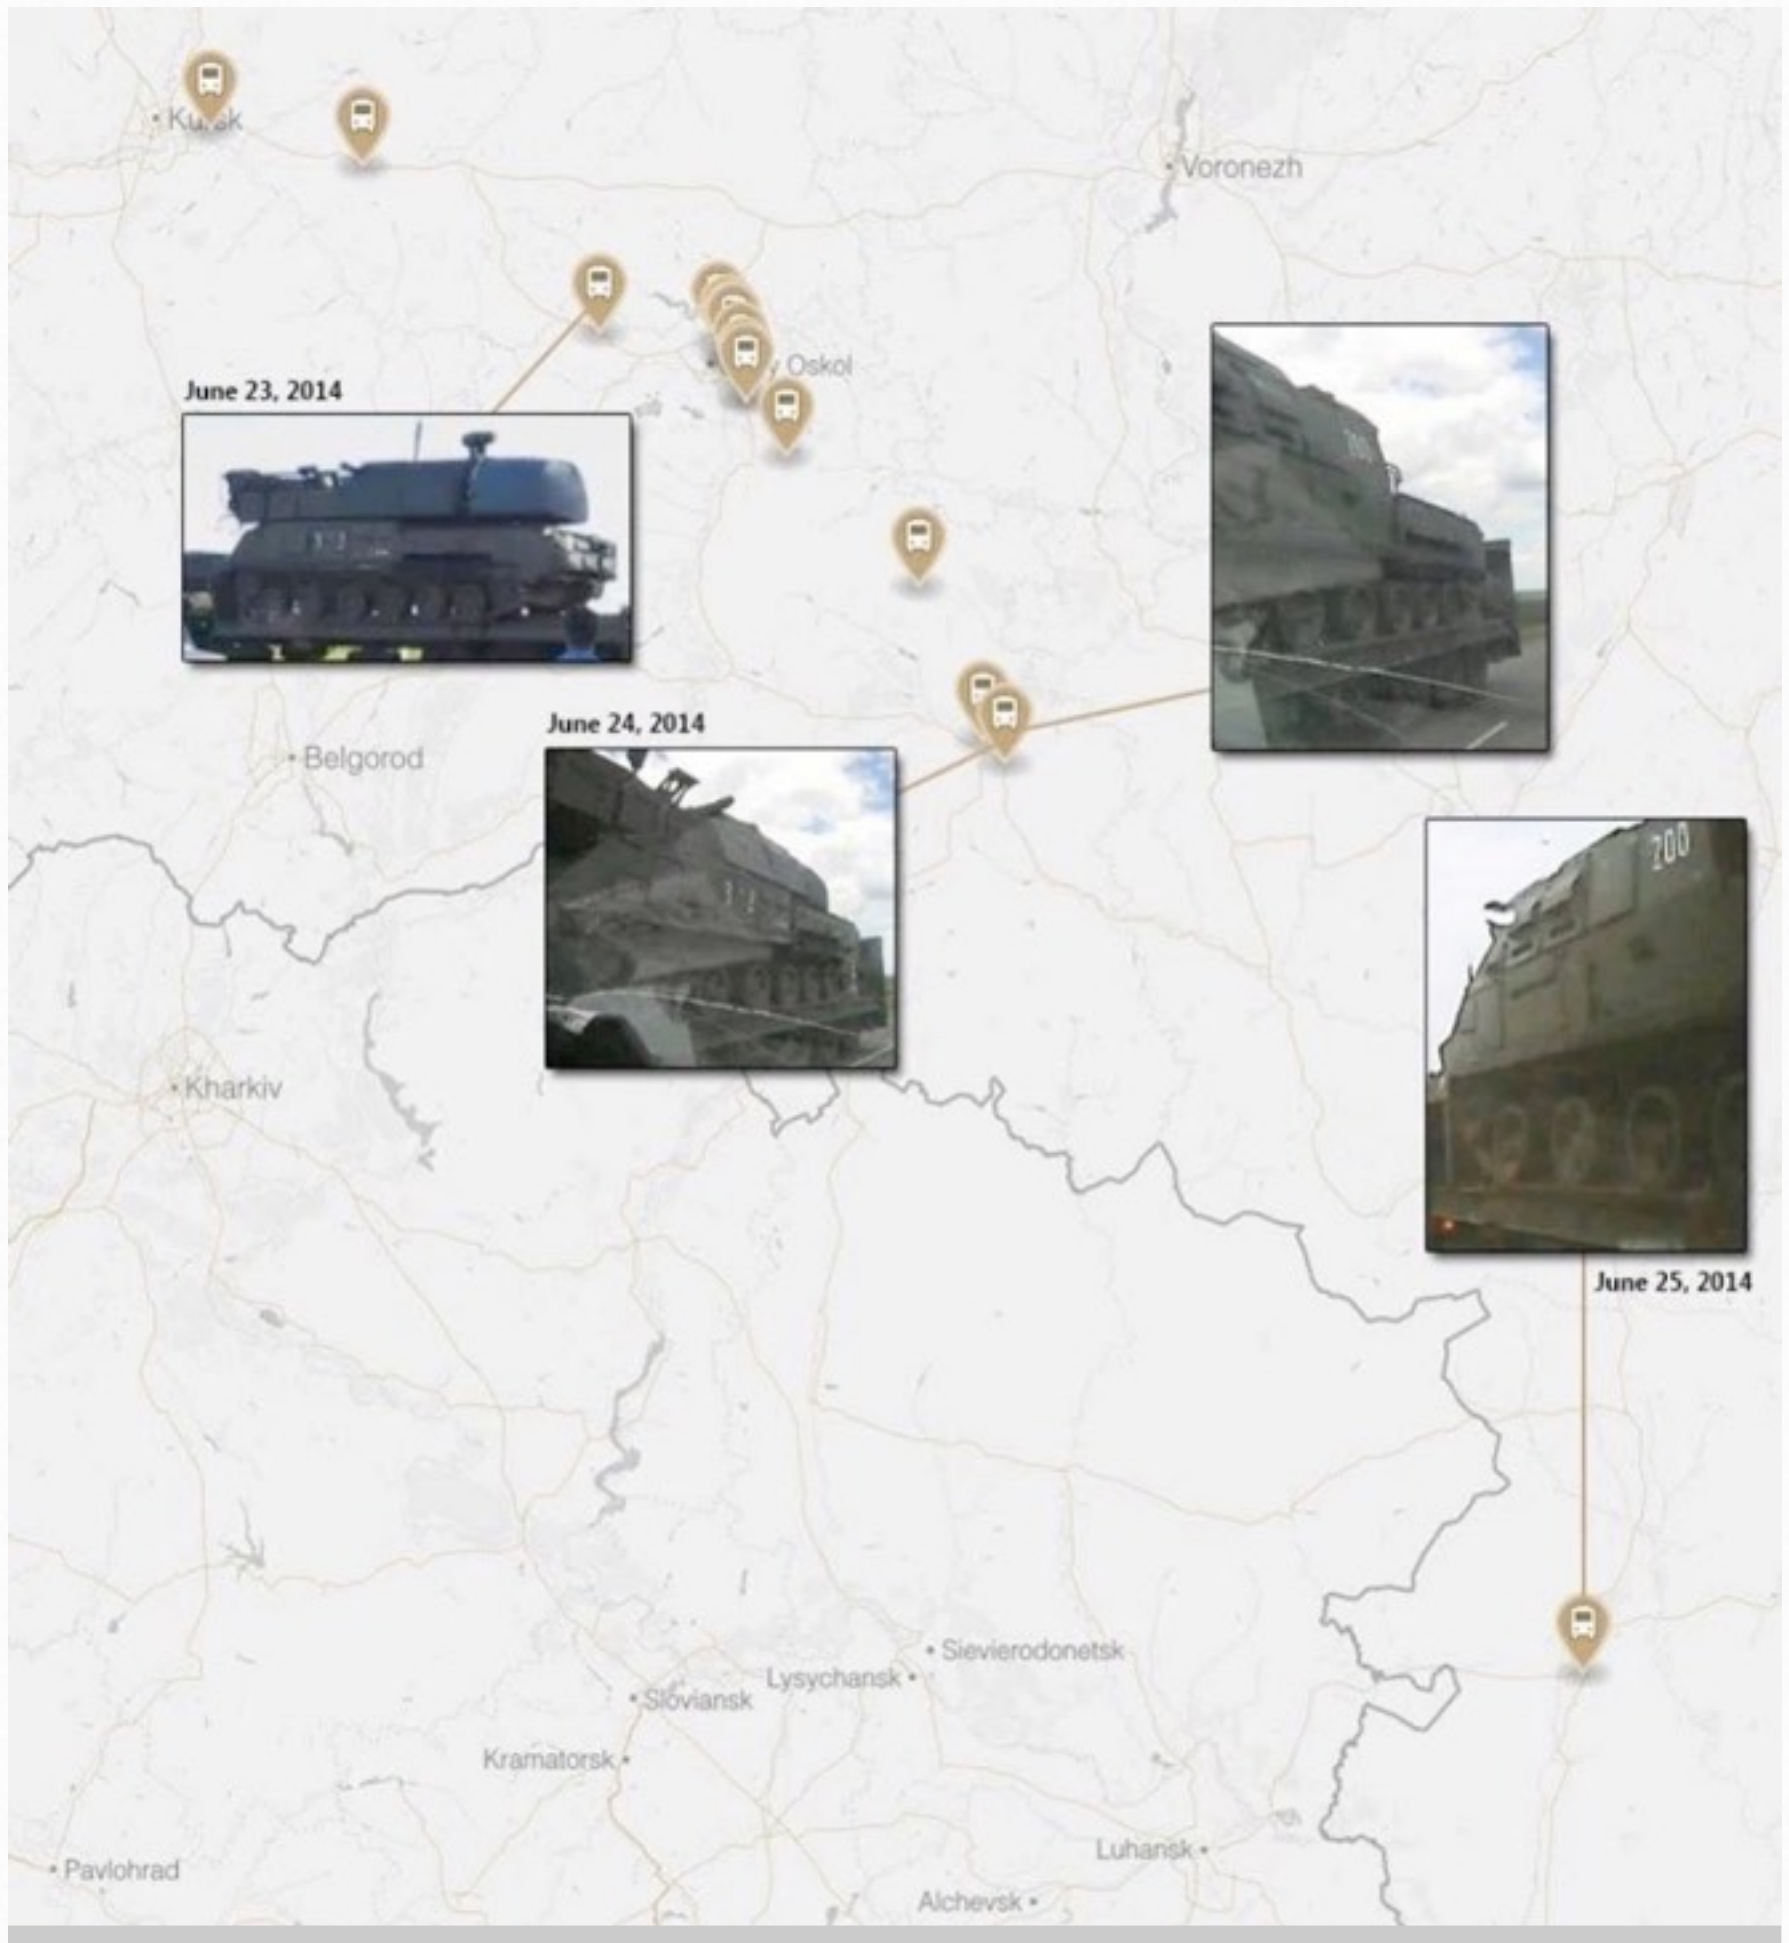 Kursk
Voronezh
y Oskol
June 23, 2014
June 24, 2014
Belgorod
200
Kharkiv
June 25, 2014
Sievierodonetsk
Lysychansk
Sloviansk
Kramatorsk
Luhansk
Pavlohrad
Alchevsk